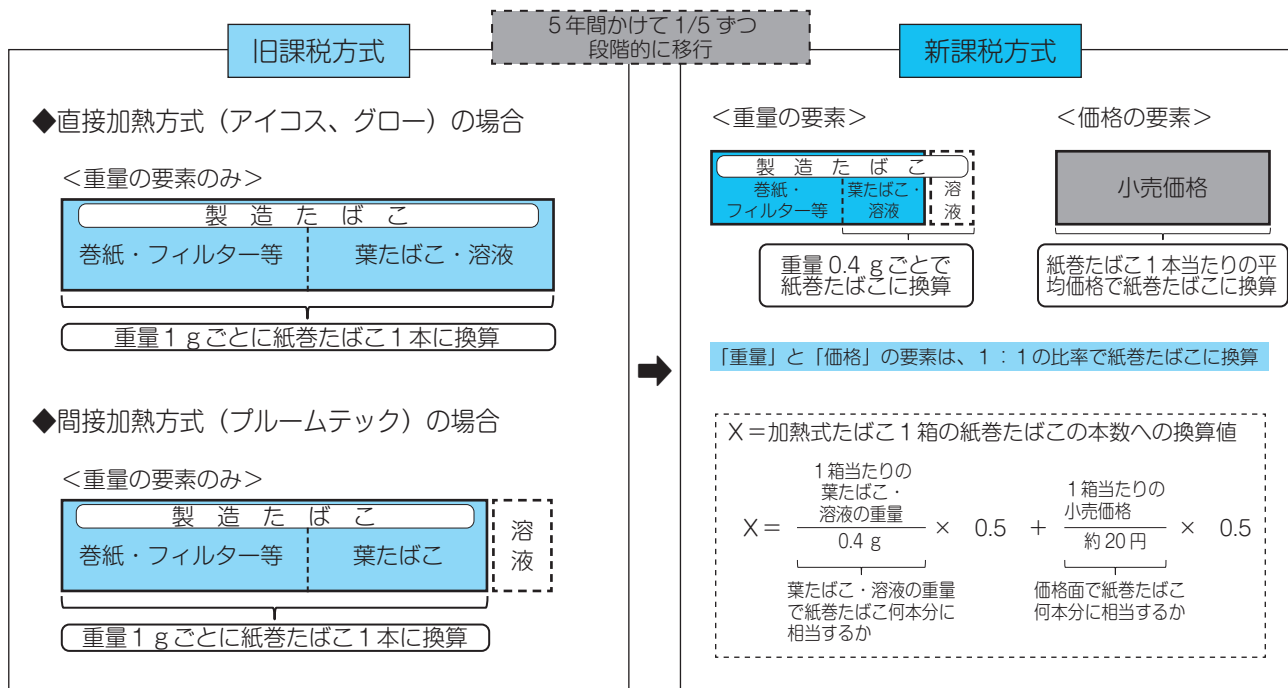 5年間かけて1/5ずつ
段階的に移行
旧課税方式
◆直接加熱方式（アイコス、グロー）の場合
＜重量の要素のみ＞
製造たばこ
巻紙・フィルター等
葉たばこ・溶液
重量1gごとに紙巻たばこ1本に換算
◆間接加熱方式（プルームテック）の場合
＜重量の要素のみ＞
製造たばこ
巻紙・フィルター等
葉たばこ
溶
液
重量1gごとに紙巻たばこ1本に換算
新課税方式
＜重量の要素＞
製造たばこ
巻紙・
フィルター等
葉たばこ・
溶液
溶
液
重量0.4gごとで
紙巻たばこに換算
＜価格の要素＞
小売価格
紙巻たばこ1本当たりの平
均価格で紙巻たばこに換算
「重量」と「価格」の要素は、1：1の比率で紙巻たばこに換算
X＝加熱式たばこ1箱の紙巻たばこの本数への換算値
1箱当たりの
葉たばこ・
溶液の重量
1箱当たりの
小売価格
X＝ × 0.5 ＋ × 0.5
0.4g
約20円
葉たばこ・溶液の重量
で紙巻たばこ何本分に
相当するか
価格面で紙巻たばこ
何本分に相当するか